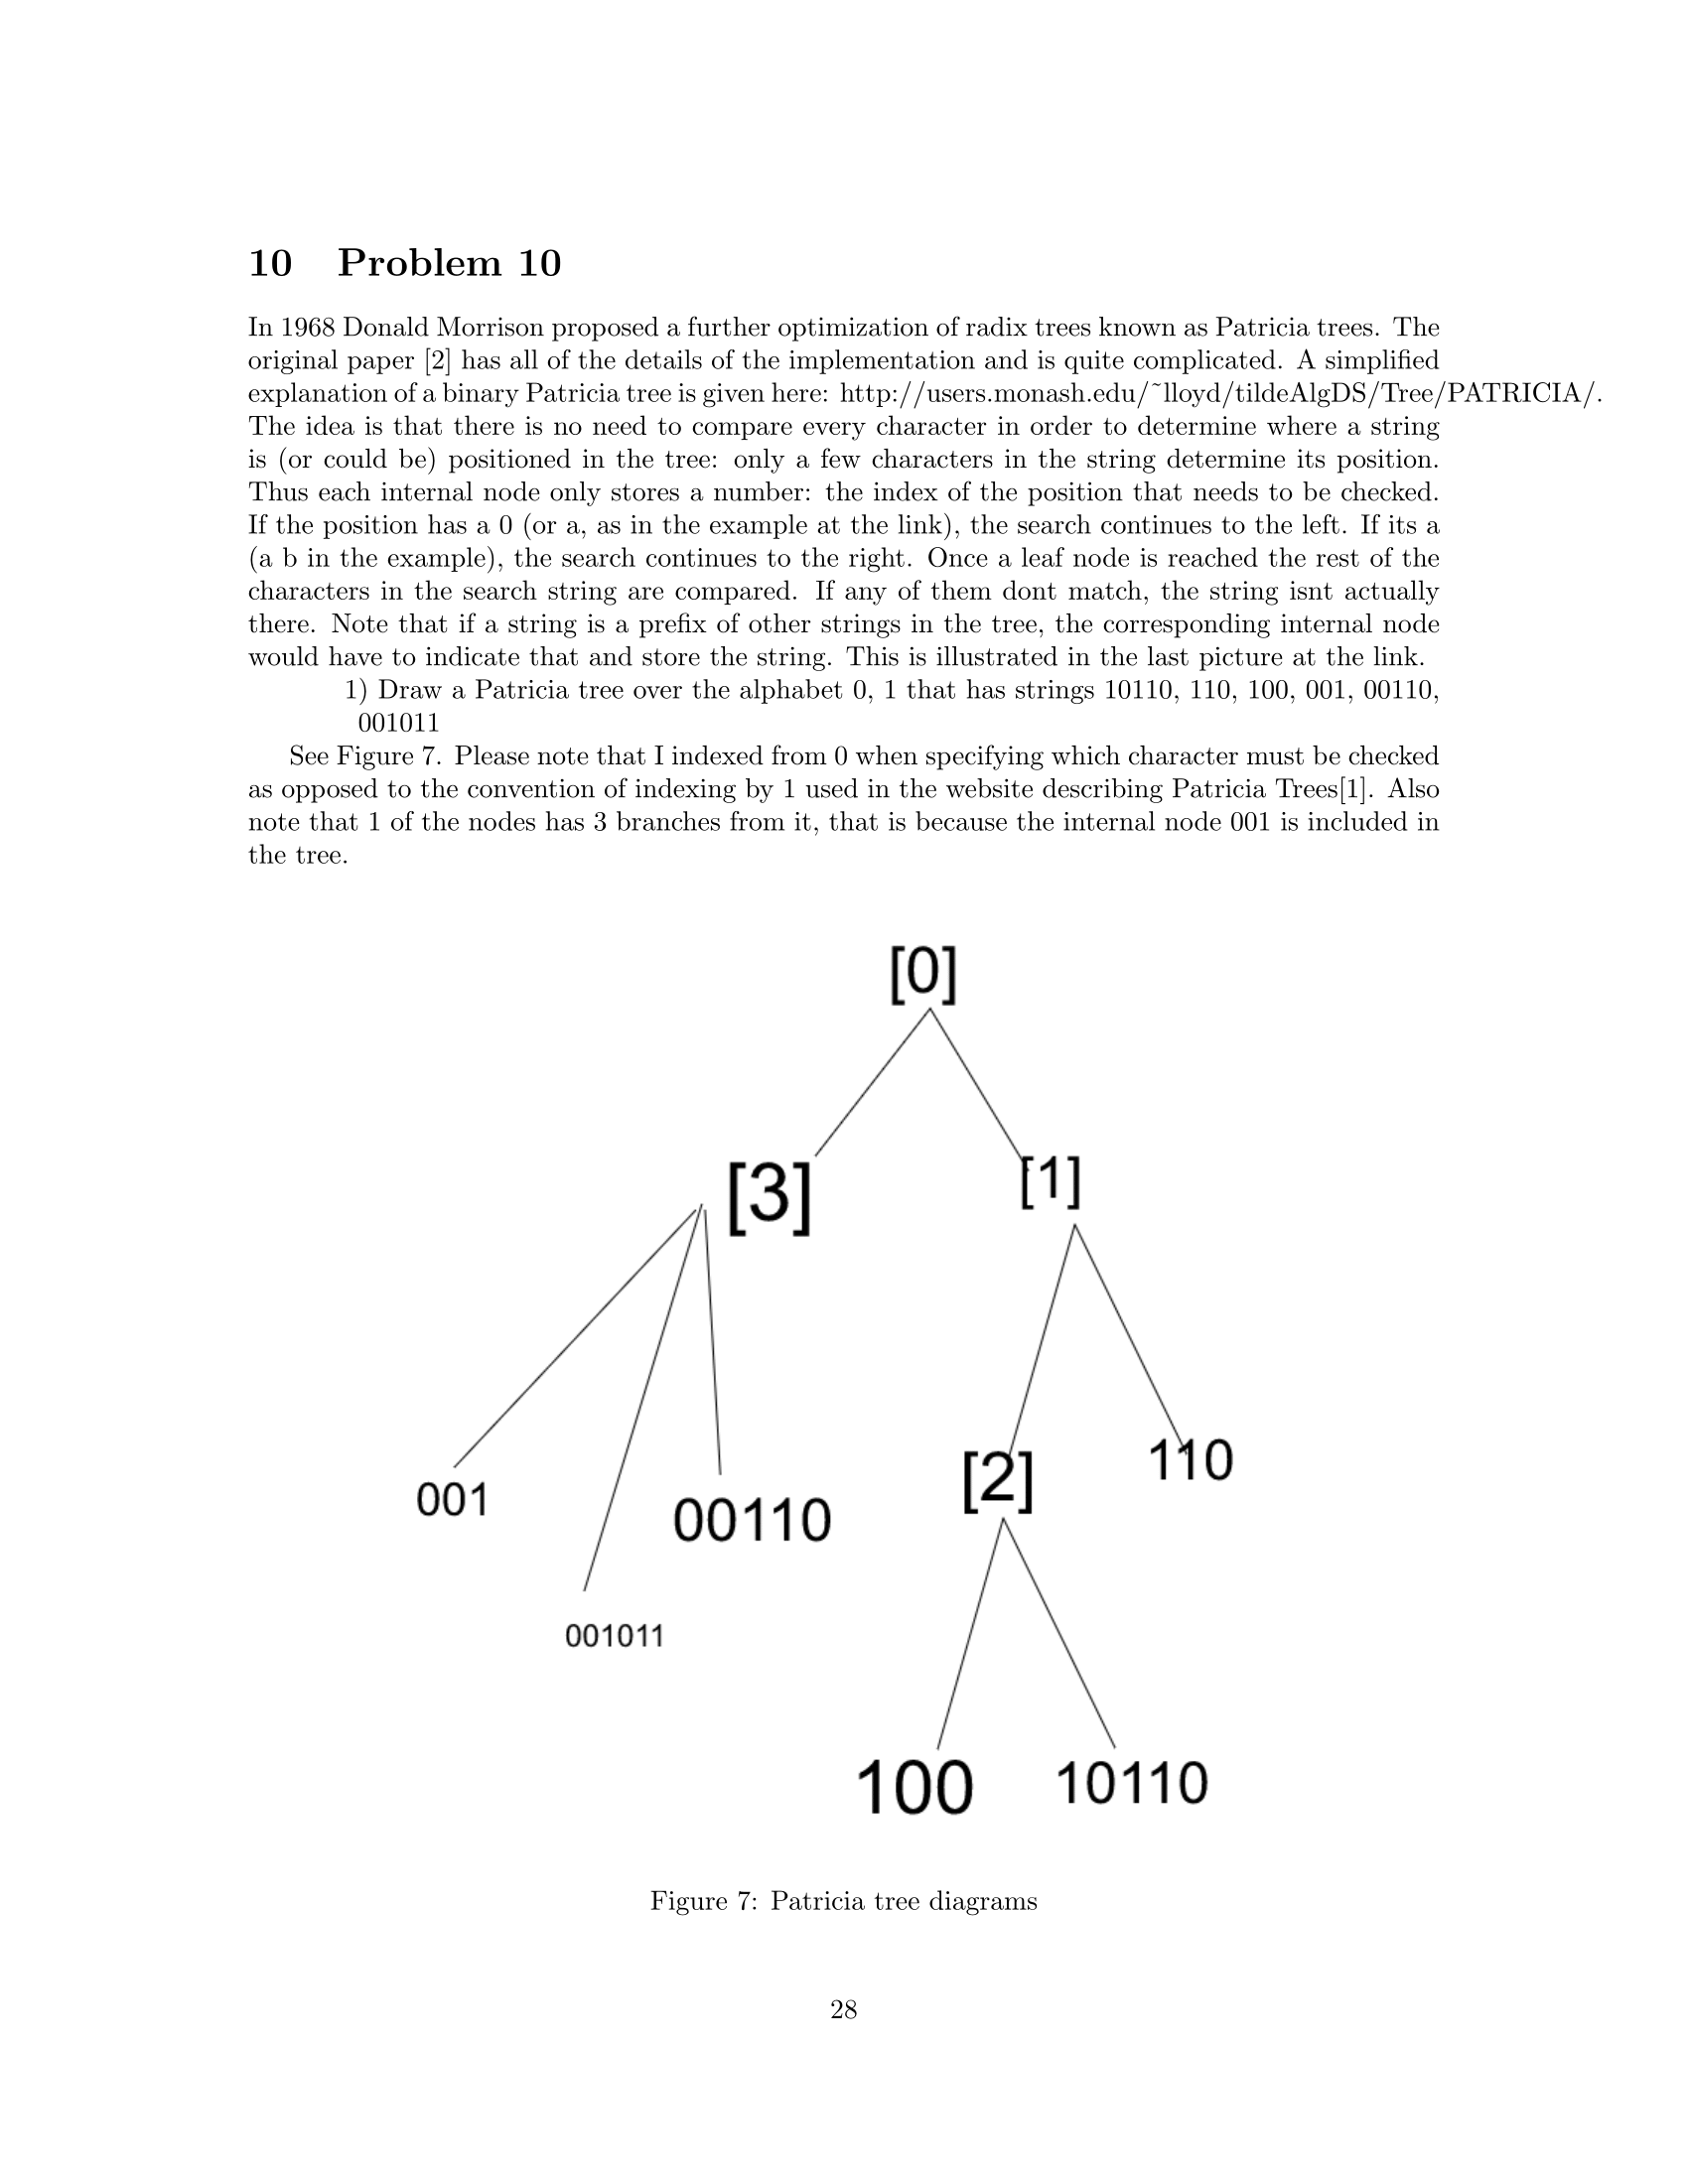 10 Problem 10
In 1968 Donald Morrison proposed a further optimization of radix trees known as Patricia trees. The
original paper [2] has all of the details of the implementation and is quite complicated. A simplified
explanation of a binary Patricia tree is given here: http://users.monash.edu/~lloyd/tildeAlgDS/Tree/PATRICIA/.
The idea is that there is no need to compare every character in order to determine where a string
is (or could be) positioned in the tree: only a few characters in the string determine its position.
Thus each internal node only stores a number: the index of the position that needs to be checked.
If the position has a 0 (or a, as in the example at the link), the search continues to the left. If its a
(a b in the example), the search continues to the right. Once a leaf node is reached the rest of the
characters in the search string are compared. If any of them dont match, the string isnt actually
there. Note that if a string is a prefix of other strings in the tree, the corresponding internal node
would have to indicate that and store the string. This is illustrated in the last picture at the link.
1) Draw a Patricia tree over the alphabet 0, 1 that has strings 10110, 110, 100, 001, 00110,
001011
See Figure 7. Please note that I indexed from 0 when specifying which character must be checked
as opposed to the convention of indexing by 1 used in the website describing Patricia Trees[1]. Also
note that 1 of the nodes has 3 branches from it, that is because the internal node 001 is included in
the tree.
[0]
[3] [1]
001 00110 [2] 110
001011
100 10110
Figure 7: Patricia tree diagrams
28